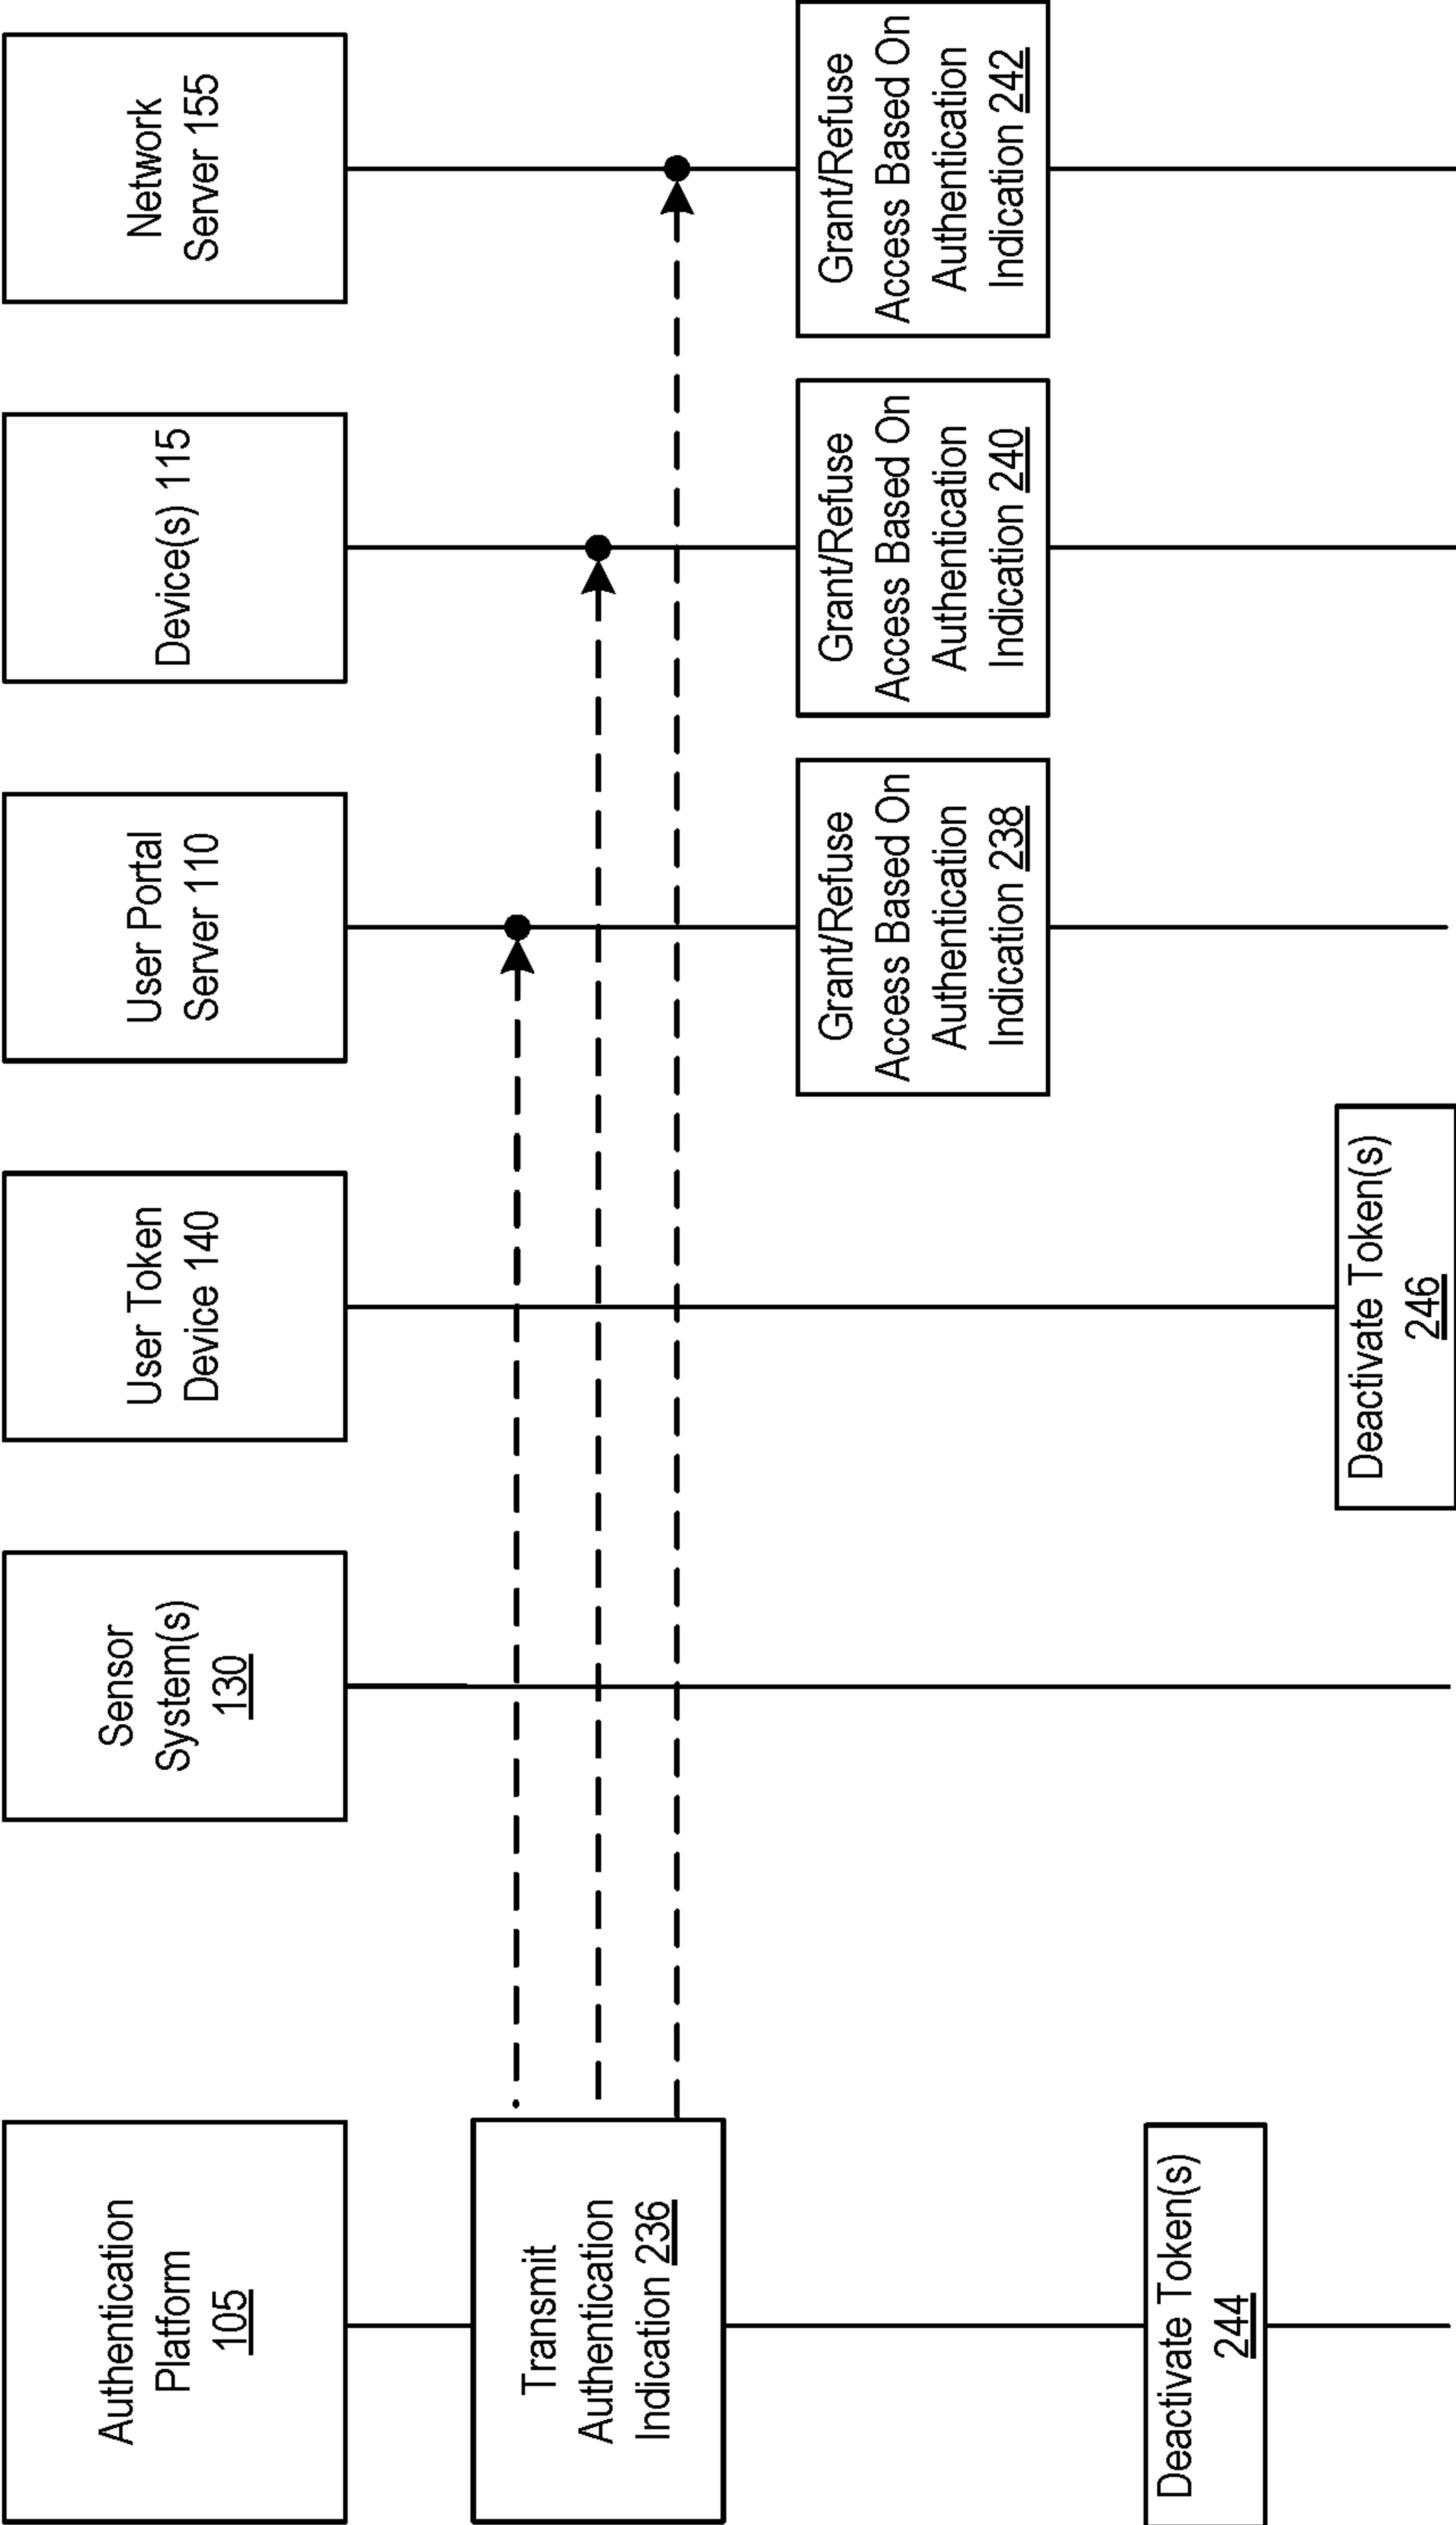 Authentication
Platform
105
Sensor
System(s)
130
User Token
Device 140
User Portal
Server 110
Device(s) 115
Network
Server 155
Transmit
Authentication
Indication 236
Grant/Refuse
Access Based On
Authentication
Indication 238
Grant/Refuse
Access Based On
Authentication
Indication 240
Grant/Refuse
Access Based On
Authentication
Indication 242
Deactivate Token(s)
244
Deactivate Token(s)
246